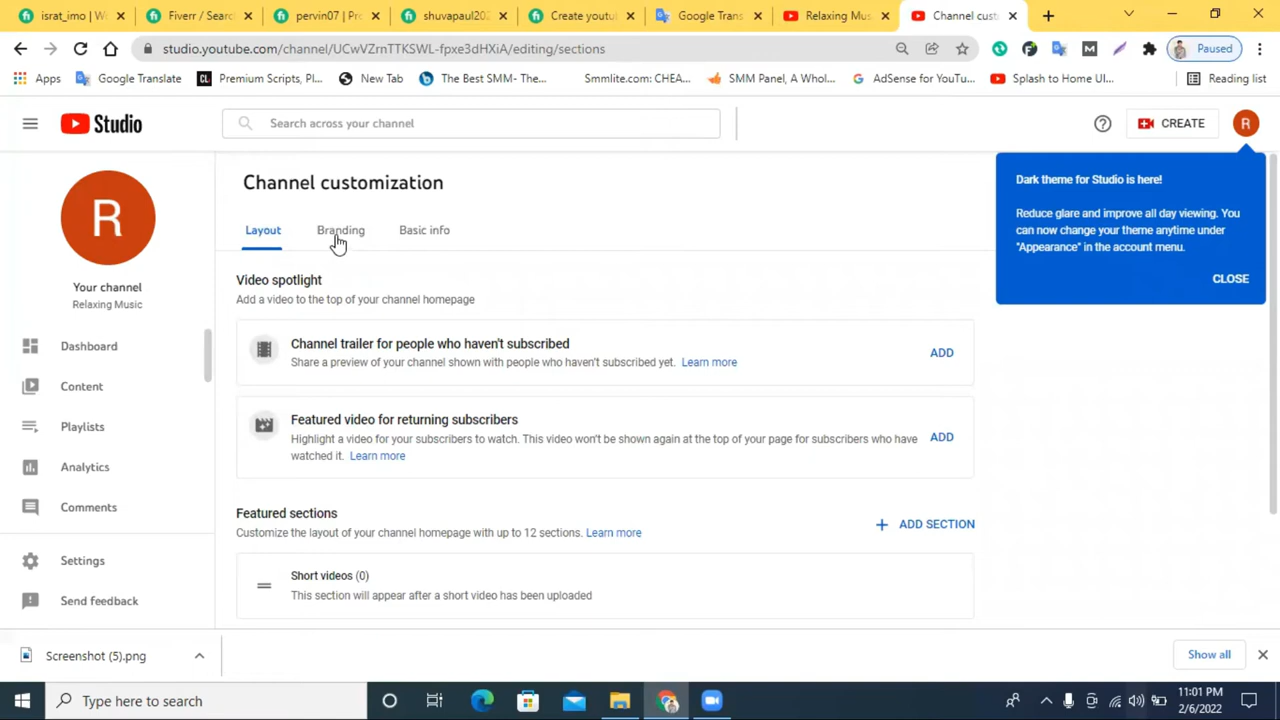 israt_imo | Wo
Fiverr / Searc
pervin07 | Pro
shuvapaul202
Create youtu
Google Trans
Relaxing Mus
Channel cust
studio.youtube.com/channel/UCwVZrnTTKSWL-fpxe3dHXiA/editing/sections
Paused
Apps
Google Translate
Premium Scripts, Pl...
New Tab
The Best SMM- The...
Smmlite.com: CHEA...
SMM Panel, A Whol...
AdSense for YouTu...
Splash to Home UI...
Reading list
Studio
Search across your channel
CREATE
R
R
Your channel
Relaxing Music
Dashboard
Content
Playlists
Analytics
Comments
Settings
Send feedback
Channel customization
Layout
Branding
Basic info
Dark theme for Studio is here!
Reduce glare and improve all day viewing. You
can now change your theme anytime under
"Appearance" in the account menu.
CLOSE
Video spotlight
Add a video to the top of your channel homepage
Channel trailer for people who haven't subscribed
Share a preview of your channel shown with people who haven't subscribed yet. Learn more
ADD
Featured video for returning subscribers
Highlight a video for your subscribers to watch. This video won't be shown again at the top of your page for subscribers who have
watched it. Learn more
ADD
Featured sections
Customize the layout of your channel homepage with up to 12 sections. Learn more
+ ADD SECTION
Short videos (0)
This section will appear after a short video has been uploaded
Screenshot (5).png
Show all
Type here to search
11:01 PM
2/6/2022